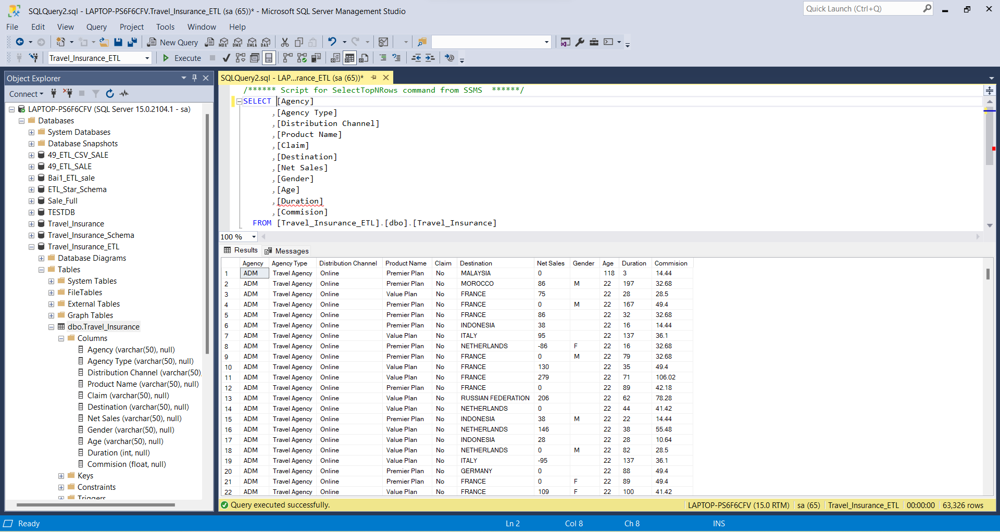 SQLQuery2.sql - LAPTOP-PS6F6CFV.Travel_Insurance_ETL (sa (65))* - Microsoft SQL Server Management Studio
Quick Launch (Ctrl+Q)
File Edit View Query Project Tools Window Help
New Query MDX DMX XMLA DAX
Travel_Insurance_ETL Execute
Object Explorer
Connect
LAPTOP-PS6F6CFV (SQL Server 15.0.2104.1 - sa)
Databases
System Databases
Database Snapshots
49_ETL_CSV_SALE
49_ETL_SALE
Bai1_ETL_sale
ETL_Star_Schema
Sale_Full
TESTDB
Travel_Insurance
Travel_Insurance_Schema
Travel_Insurance_ETL
Database Diagrams
Tables
System Tables
FileTables
External Tables
Graph Tables
dbo.Travel_Insurance
Columns
Agency (varchar(50), null)
Agency Type (varchar(50), null)
Distribution Channel (varchar(50),
Product Name (varchar(50), null)
Claim (varchar(50), null)
Destination (varchar(50), null)
Net Sales (varchar(50), null)
Gender (varchar(50), null)
Age (varchar(50), null)
Duration (int, null)
Commision (float, null)
Keys
Constraints
Triggers
SQLQuery2.sql - LAP...rance_ETL (sa (65))*
/****** Script for SelectTopNRows command from SSMS ******/
SELECT [Agency]
,[Agency Type]
,[Distribution Channel]
,[Product Name]
,[Claim]
,[Destination]
,[Net Sales]
,[Gender]
,[Age]
,[Duration]
,[Commision]
FROM [Travel_Insurance_ETL].[dbo].[Travel_Insurance]
100 %
Results Messages
Agency Agency Type Distribution Channel Product Name Claim Destination Net Sales Gender Age Duration Commision
1 ADM Travel Agency Online Premier Plan No MALAYSIA 0 118 3 14.44
2 ADM Travel Agency Online Premier Plan No MOROCCO 86 M 22 197 32.68
3 ADM Travel Agency Online Value Plan No FRANCE 75 22 28 28.5
4 ADM Travel Agency Online Premier Plan No FRANCE 0 M 22 167 49.4
5 ADM Travel Agency Online Premier Plan No FRANCE 86 22 32 32.68
6 ADM Travel Agency Online Premier Plan No INDONESIA 38 22 16 14.44
7 ADM Travel Agency Online Value Plan No ITALY 95 22 137 36.1
8 ADM Travel Agency Online Premier Plan No NETHERLANDS -86 F 22 16 32.68
9 ADM Travel Agency Online Premier Plan No FRANCE 0 M 22 79 32.68
10 ADM Travel Agency Online Value Plan No FRANCE 130 22 35 49.4
11 ADM Travel Agency Online Value Plan No FRANCE 279 22 71 106.02
12 ADM Travel Agency Online Premier Plan No FRANCE 0 22 89 42.18
13 ADM Travel Agency Online Value Plan No RUSSIAN FEDERATION 206 22 62 78.28
14 ADM Travel Agency Online Value Plan No NETHERLANDS 0 22 44 41.42
15 ADM Travel Agency Online Premier Plan No INDONESIA 38 M 22 22 14.44
16 ADM Travel Agency Online Value Plan No NETHERLANDS 146 22 38 55.48
17 ADM Travel Agency Online Value Plan No INDONESIA 28 22 28 10.64
18 ADM Travel Agency Online Value Plan No NETHERLANDS 0 M 22 82 28.5
19 ADM Travel Agency Online Value Plan No ITALY -95 22 137 36.1
20 ADM Travel Agency Online Premier Plan No GERMANY 0 22 88 49.4
21 ADM Travel Agency Online Premier Plan No FRANCE 0 F 22 89 49.4
22 ADM Travel Agency Online Value Plan No FRANCE 109 F 22 100 41.42
Query executed successfully. LAPTOP-PS6F6CFV (15.0 RTM) sa (65) Travel_Insurance_ETL 00:00:00 63,326 rows
Ready Ln 2 Col 8 Ch 8 INS